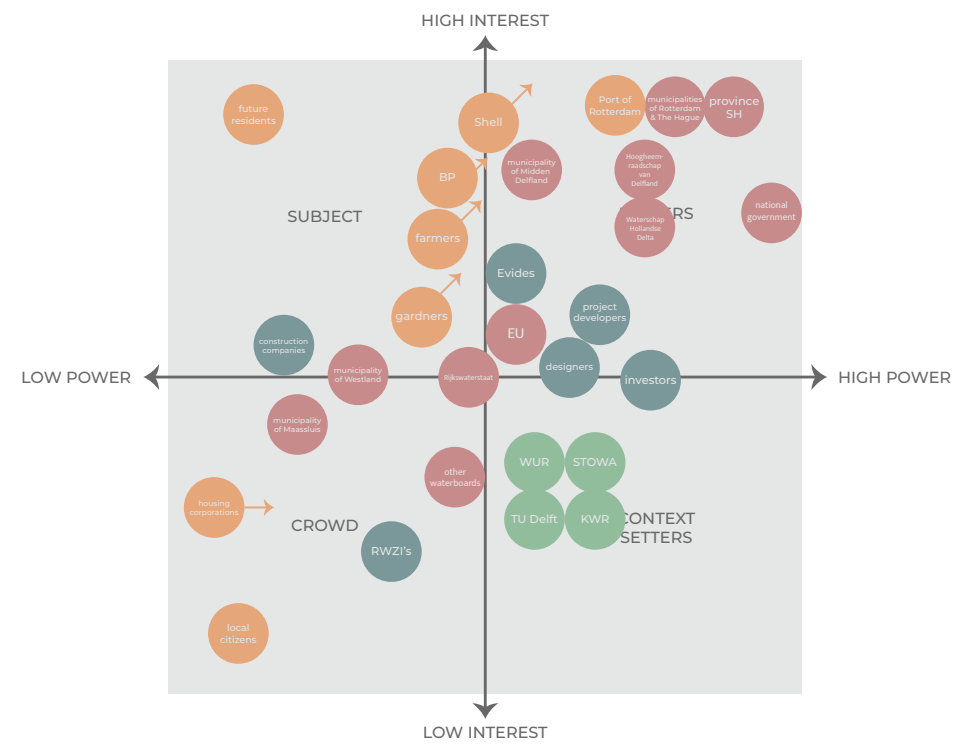 HIGH INTEREST
future
residents
Shell
Port of
Rotterdam
municipalities
of Rotterdam
& The Hague
province
SH
BP
municipality
of Midden
Delfland
Hoogheem-
raadschap
van
Delfland
SUBJECT
farmers
Waterschap
Hollandse
Delta
ERS
national
government
Evides
gardners
EU
project
developers
construction
companies
LOW POWER
municipality
of Westland
Rijkswaterstaat
designers
investors
HIGH POWER
municipality
of Maassluis
other
waterboards
WUR
STOWA
housing
corporations
CROWD
RWZI's
TU Delft
KWR
CONTEXT
SETTERS
local
citizens
LOW INTEREST